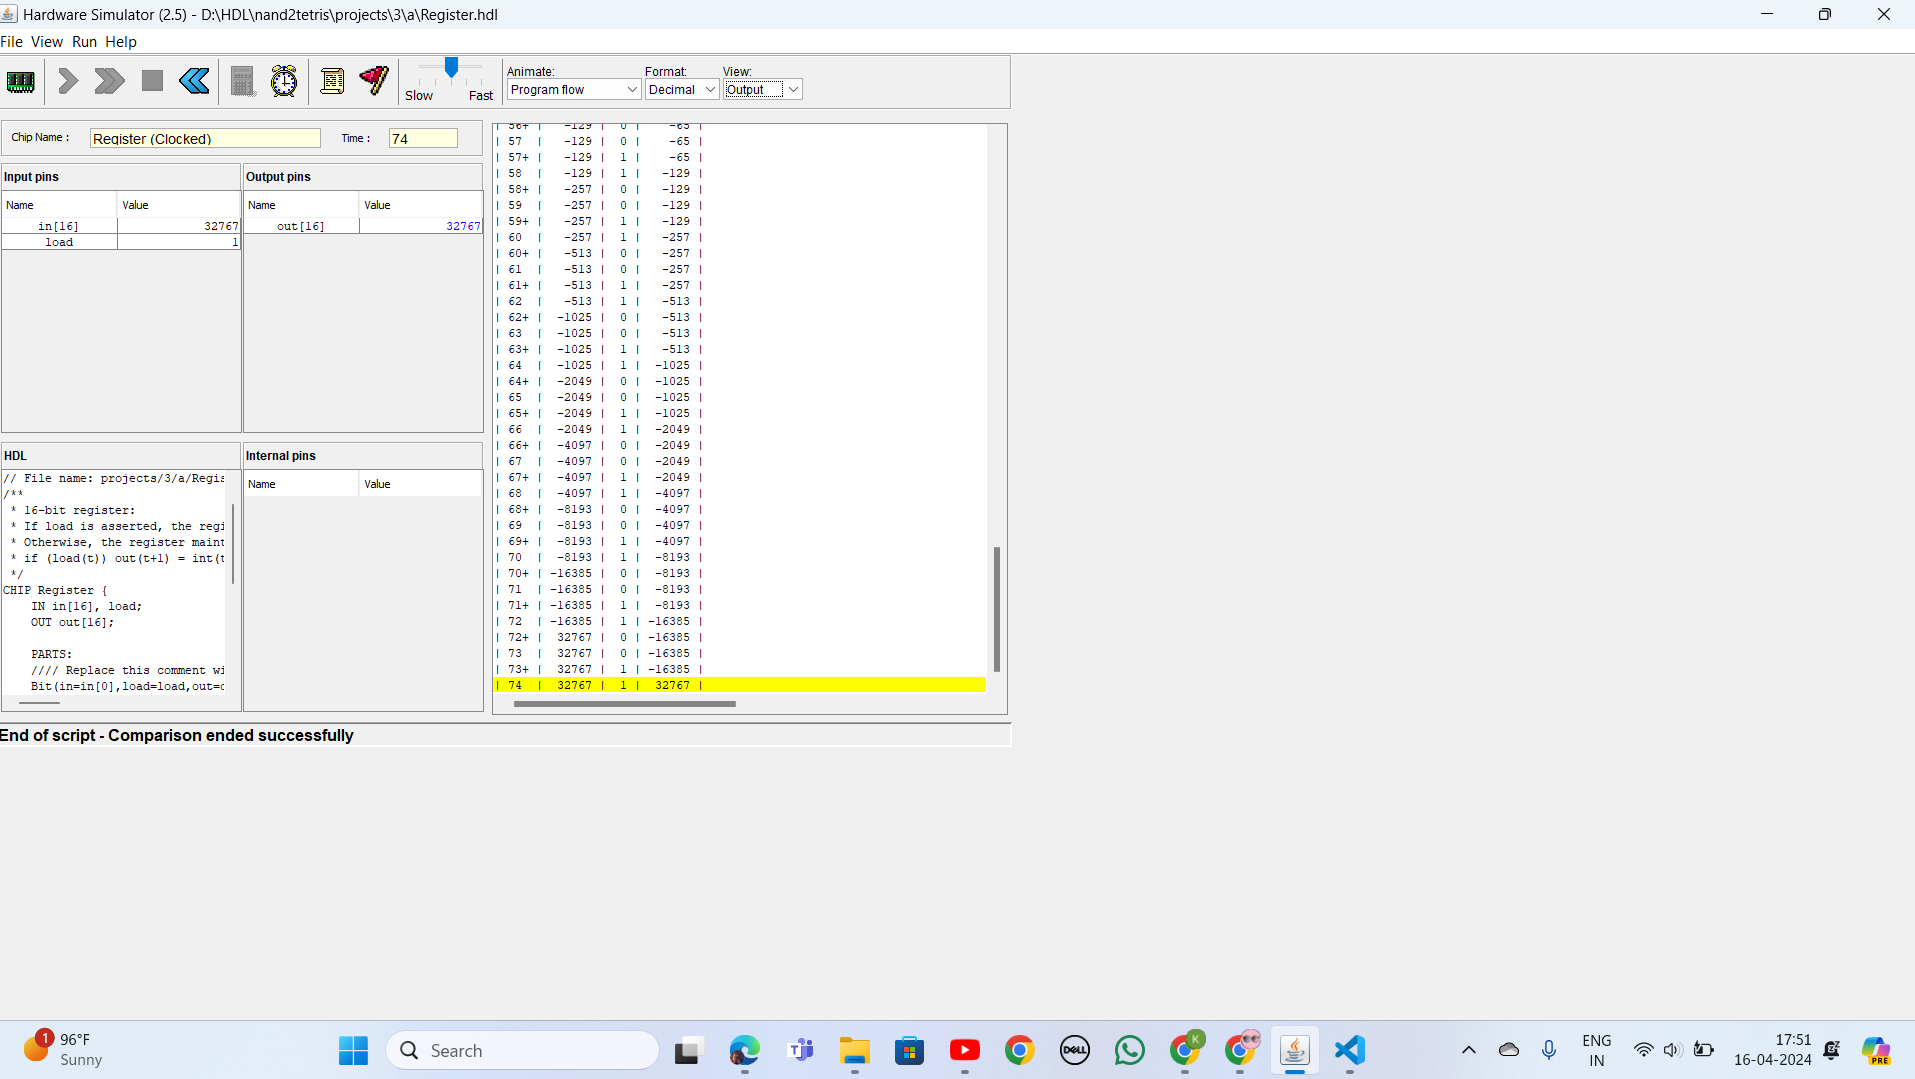 Hardware Simulator (2.5) - D:\HDL\nand2tetris\projects\3\a\Register.hdl
File View Run Help
Slow Fast
Animate: Format: View:
Program flow Decimal Output
Chip Name : Register (Clocked) Time : 74
Input pins Output pins
Name Value Name Value
in[16] 32767 out[16] 32767
load 1
HDL Internal pins
Name Value
// File name: projects/3/a/Regis
/**
* 16-bit register:
* If load is asserted, the regi
* Otherwise, the register maint
* if (load(t)) out(t+1) = int(t
*/
CHIP Register {
IN in[16], load;
OUT out[16];
PARTS:
//// Replace this comment wi
Bit(in=in[0],load=load,out=o
| 56+ | -129 | 0 | -65 |
| 57 | -129 | 0 | -65 |
| 57+ | -129 | 1 | -65 |
| 58 | -129 | 1 | -129 |
| 58+ | -257 | 0 | -129 |
| 59 | -257 | 0 | -129 |
| 59+ | -257 | 1 | -129 |
| 60 | -257 | 1 | -257 |
| 60+ | -513 | 0 | -257 |
| 61 | -513 | 0 | -257 |
| 61+ | -513 | 1 | -257 |
| 62 | -513 | 1 | -513 |
| 62+ | -1025 | 0 | -513 |
| 63 | -1025 | 0 | -513 |
| 63+ | -1025 | 1 | -513 |
| 64 | -1025 | 1 | -1025 |
| 64+ | -2049 | 0 | -1025 |
| 65 | -2049 | 0 | -1025 |
| 65+ | -2049 | 1 | -1025 |
| 66 | -2049 | 1 | -2049 |
| 66+ | -4097 | 0 | -2049 |
| 67 | -4097 | 0 | -2049 |
| 67+ | -4097 | 1 | -2049 |
| 68 | -4097 | 1 | -4097 |
| 68+ | -8193 | 0 | -4097 |
| 69 | -8193 | 0 | -4097 |
| 69+ | -8193 | 1 | -4097 |
| 70 | -8193 | 1 | -8193 |
| 70+ | -16385 | 0 | -8193 |
| 71 | -16385 | 0 | -8193 |
| 71+ | -16385 | 1 | -8193 |
| 72 | -16385 | 1 | -16385 |
| 72+ | 32767 | 0 | -16385 |
| 73 | 32767 | 0 | -16385 |
| 73+ | 32767 | 1 | -16385 |
| 74 | 32767 | 1 | 32767 |
End of script - Comparison ended successfully
1
96°F
Sunny
Search
DELL
K
ENG
IN
17:51
16-04-2024
PRE